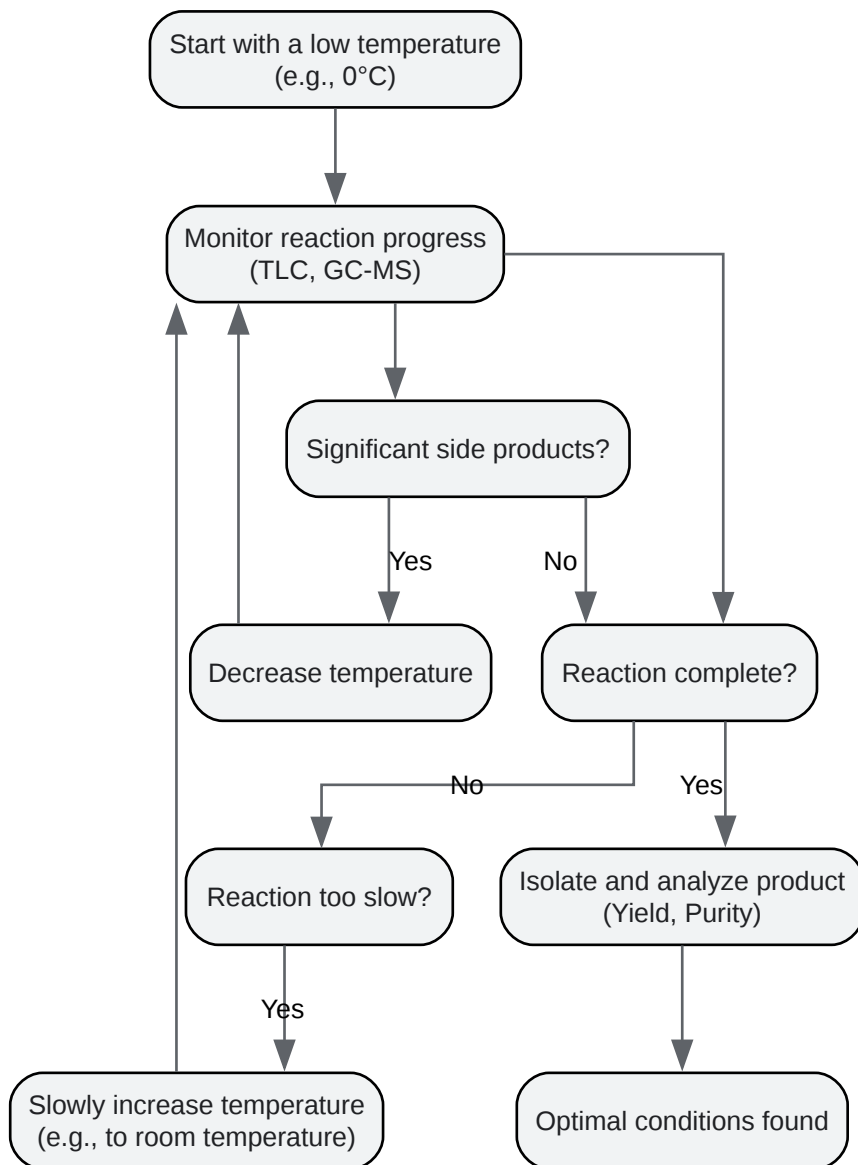 Start with a low temperature
(e.g., 0°C)
Monitor reaction progress
(TLC, GC-MS)
Significant side products?
Yes
No
Decrease temperature
Reaction complete?
No
Yes
Reaction too slow?
Isolate and analyze product
(Yield, Purity)
Yes
Slowly increase temperature
(e.g., to room temperature)
Optimal conditions found